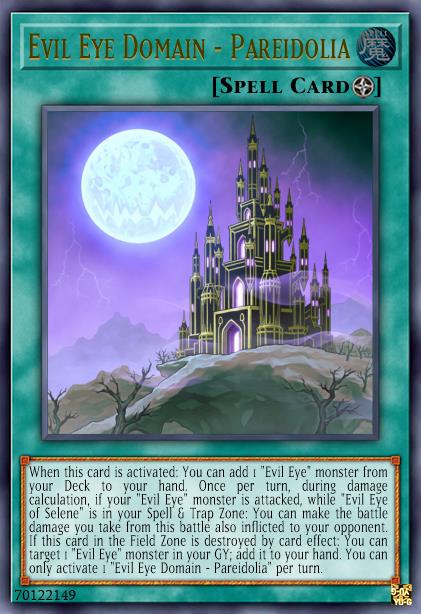 Evil Eye Domain - Pareidolia
魔
[Spell Card]
When this card is activated: You can add 1 "Evil Eye" monster from
your Deck to your hand. Once per turn, during damage
calculation, if your "Evil Eye" monster is attacked, while "Evil Eye
of Selene" is in your Spell & Trap Zone: You can make the battle
damage you take from this battle also inflicted to your opponent.
If this card in the Field Zone is destroyed by card effect: You can
target 1 "Evil Eye" monster in your GY; add it to your hand. You can
only activate 1 "Evil Eye Domain - Pareidolia" per turn.
70122149